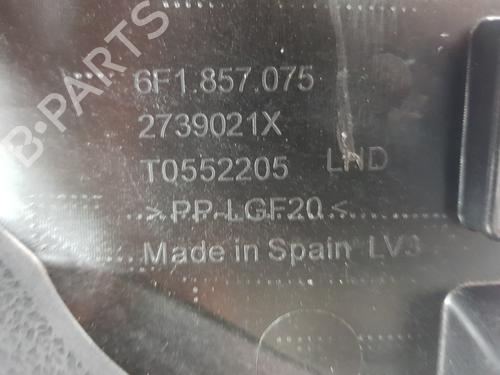 B-PARTS
6F1.857.075
2739021X
T0552205 LHD
>PP-LGF20<
Made in Spain LV3